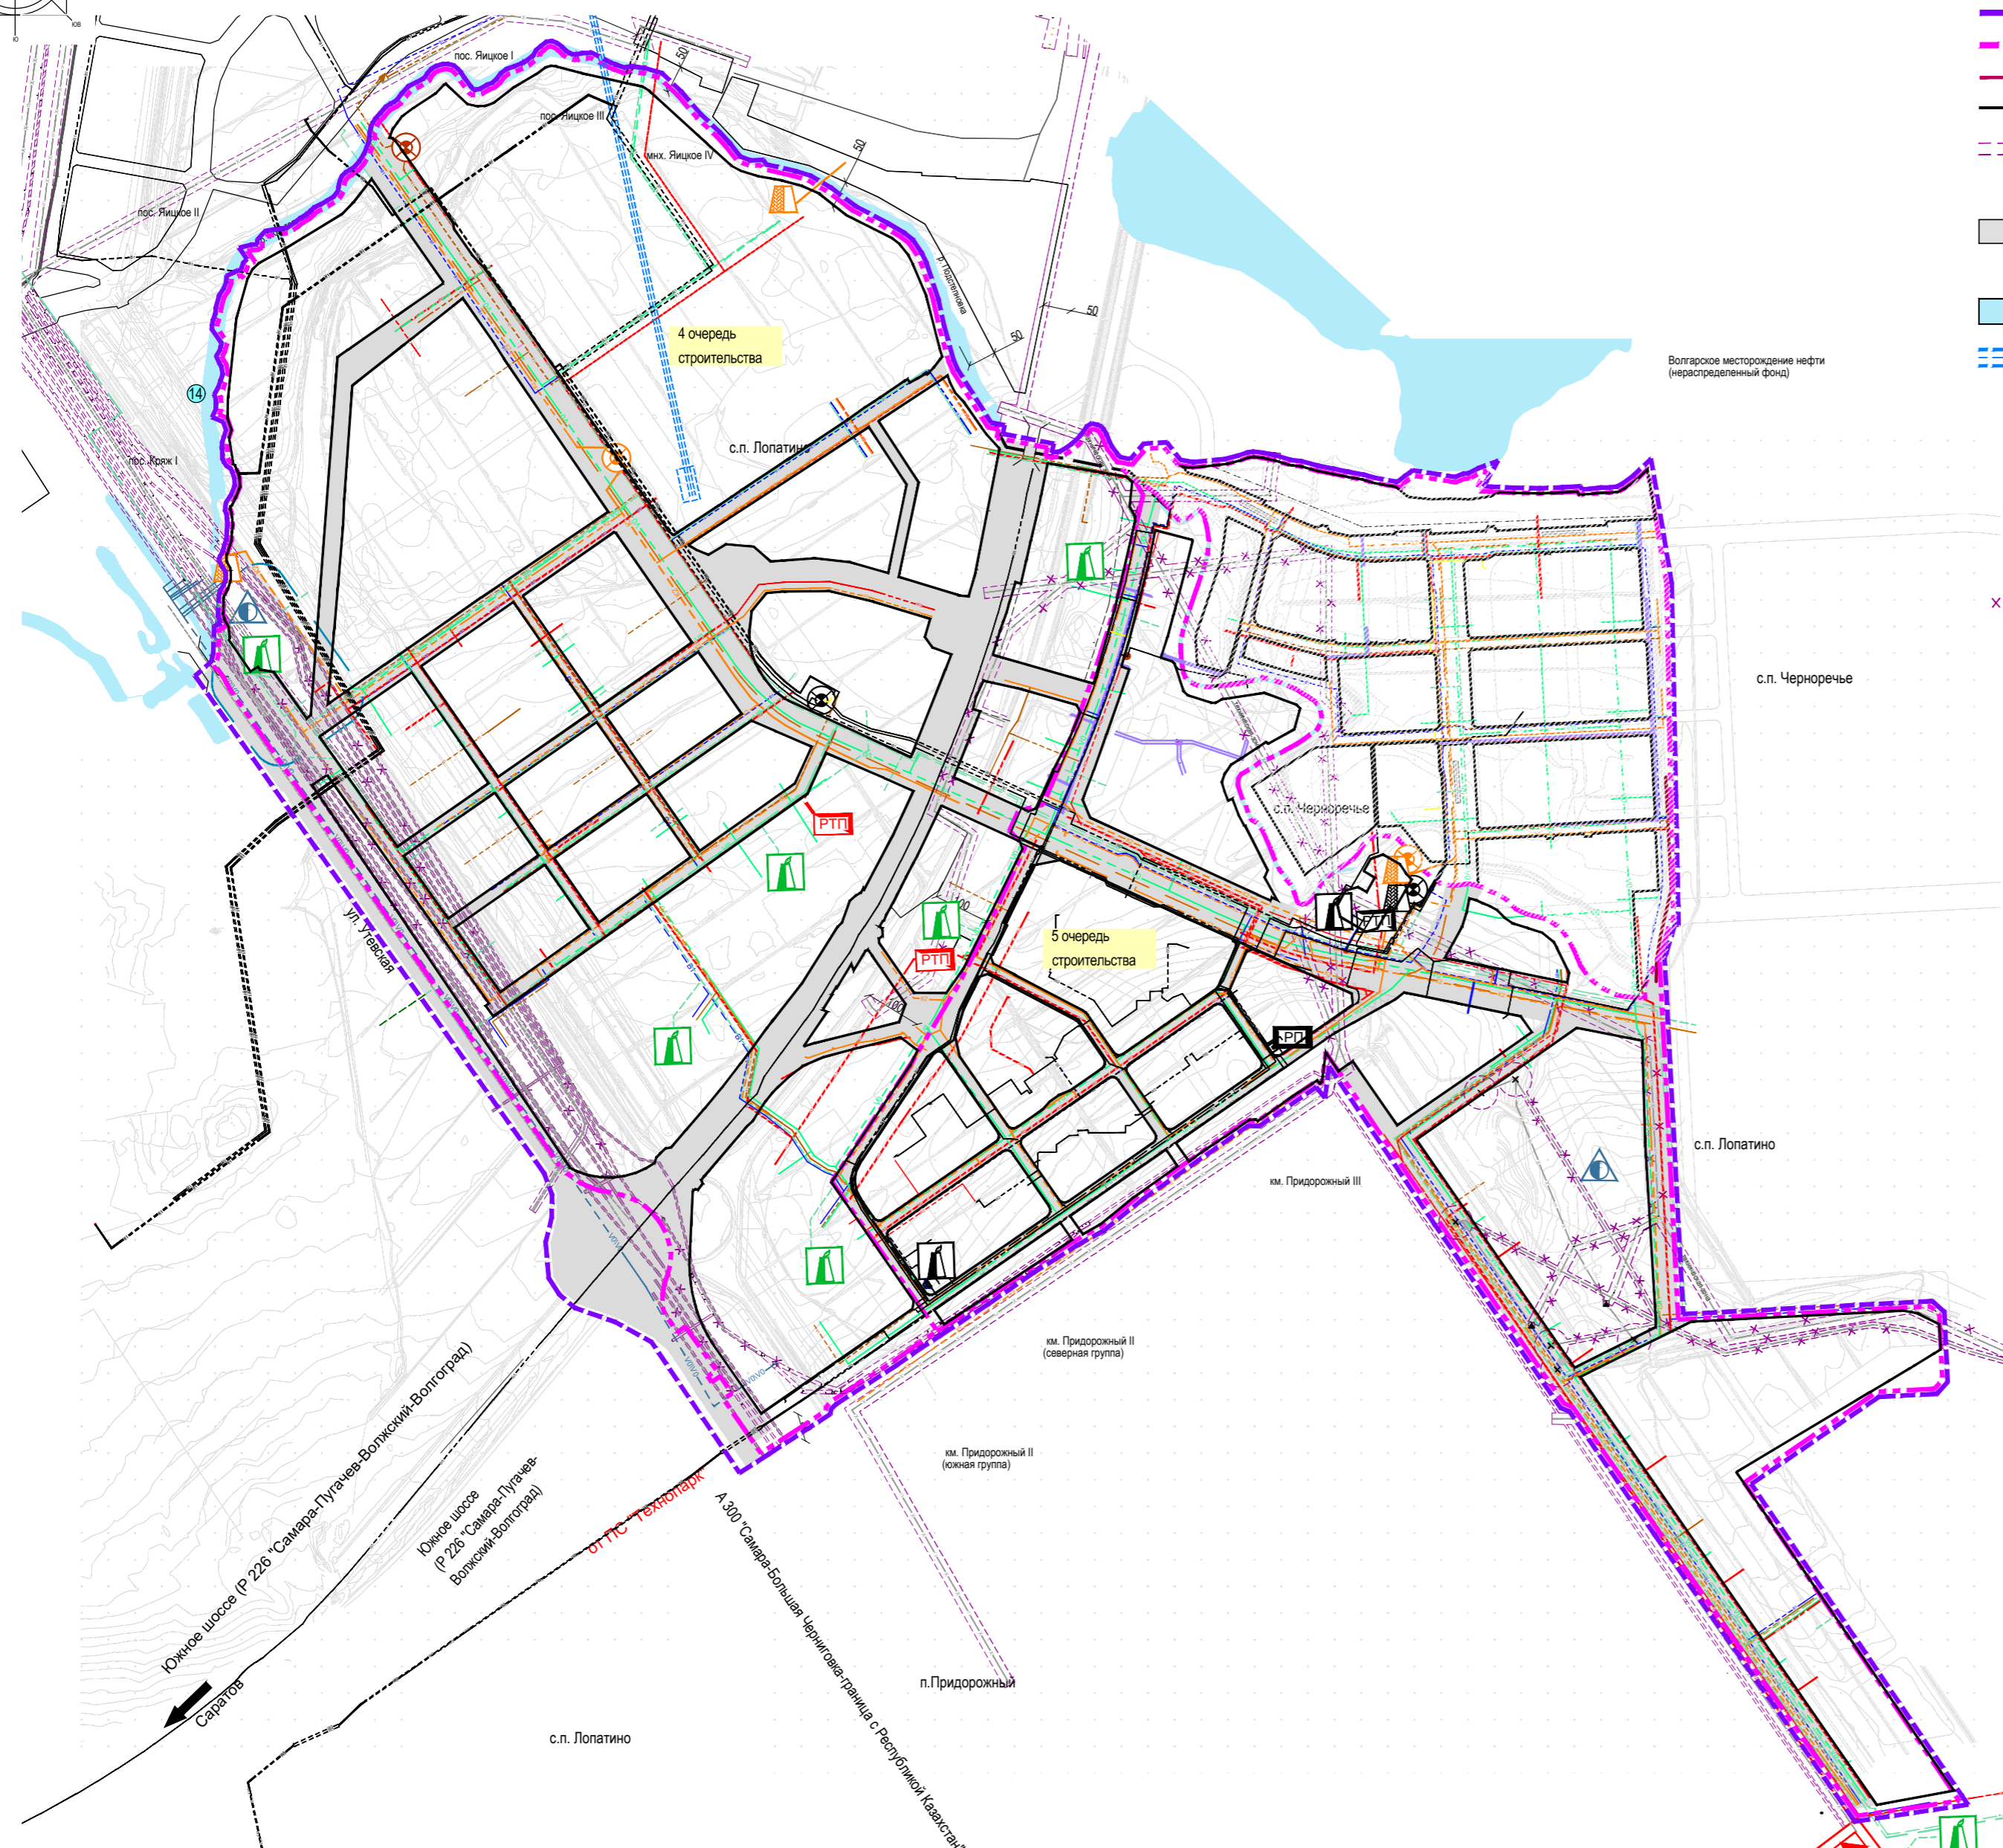 ЮВ
Ю
пос. Яицкое I
50
пос. Яицкое III
мнх. Яицкое IV
50
пос. Яицкое II
р. Подстепновка
50
50
4 очередь
строительства
Волгарское месторождение нефти
(нераспределенный фонд)
14
с.п. Лопатино
пос. Кряж I
с.п. Черноречье
с.п. Черноречье
РТП
100
РТП
РТП
5 очередь
строительства
ул. Утевская
100
РП
с.п. Лопатино
км. Придорожный III
км. Придорожный II
(северная группа)
км. Придорожный II
(южная группа)
Южное шоссе (Р 226 "Самара-Пугачев-Волжский-Волгоград)
Южное шоссе
(Р 226 "Самара-Пугачев-
Волжский-Волгоград)
от ПС "Технопарк"
А 300 "Самара-Большая Черниговка-граница с Республикой Казахстан"
Саратов
п.Придорожный
с.п. Лопатино